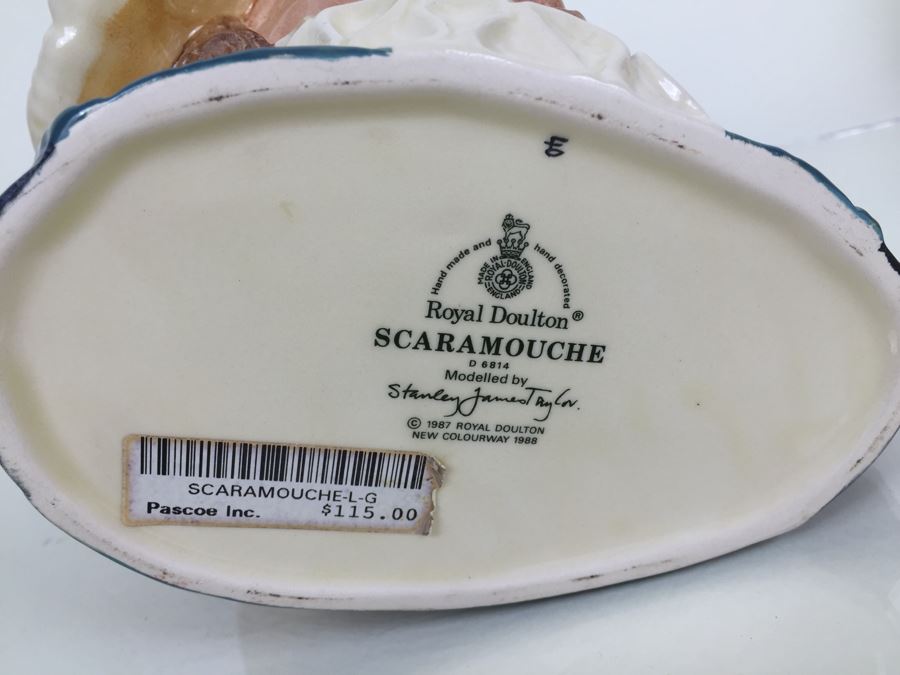 E
Hand made and hand decorated
MADE IN ENGLAND
ROYAL·DOULTON
ENGLAND
Royal Doulton®
SCARAMOUCHE
D 6814
Modelled by
Stanley James Taylor.
© 1987 ROYAL DOULTON
NEW COLOURWAY 1988
SCARAMOUCHE-L-G
Pascoe Inc. $115.00